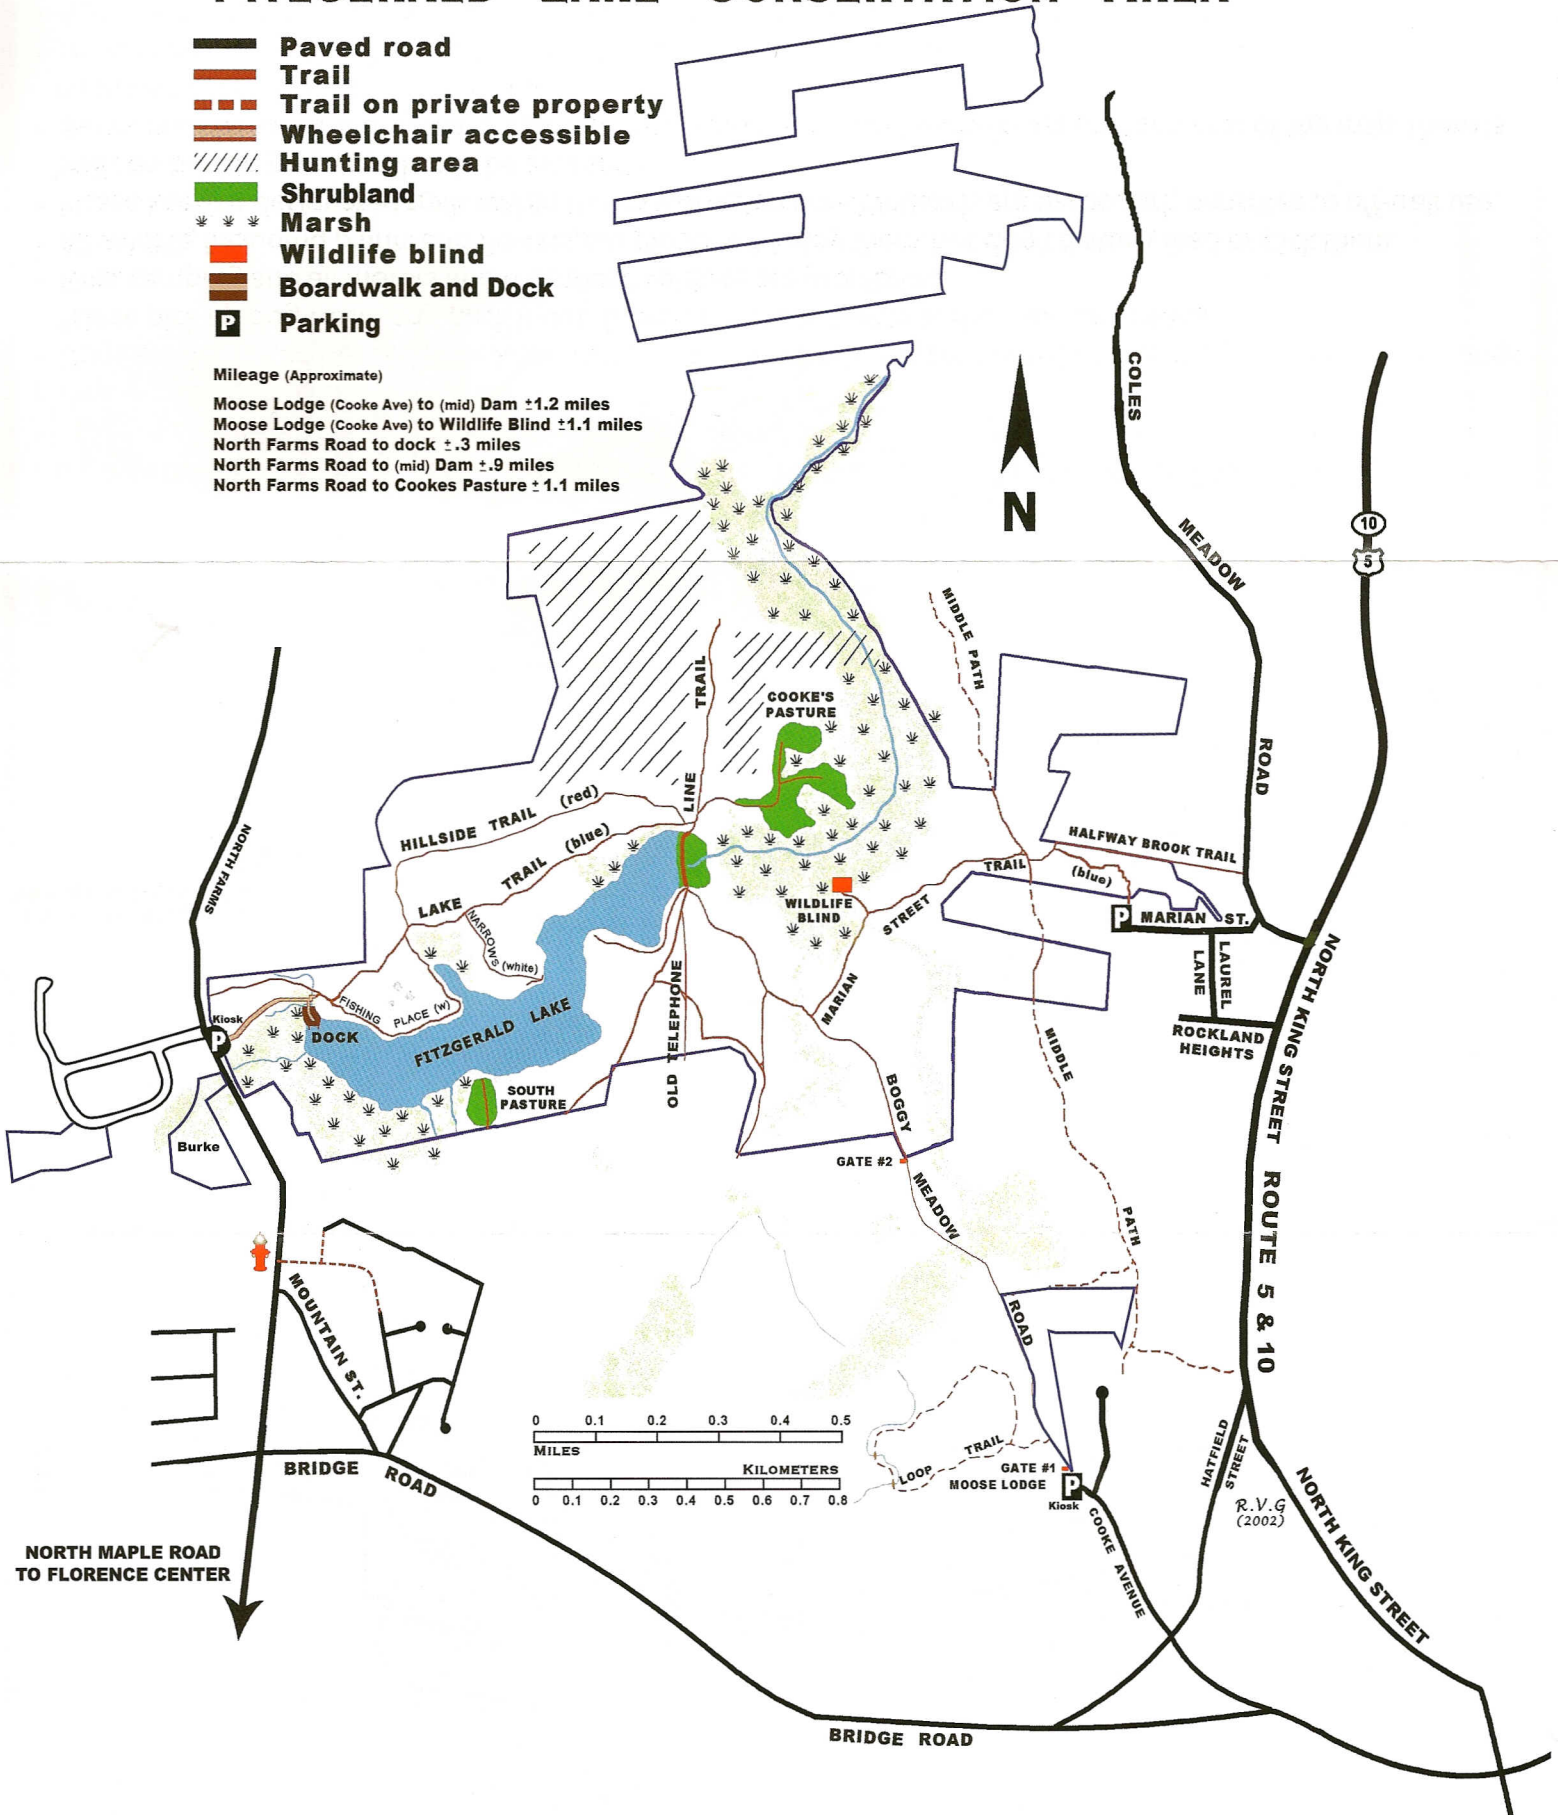 FITZGERALD LAKE CONSERVATION AREA
Paved road
Trail
Trail on private property
Wheelchair accessible
Hunting area
Shrubland
Marsh
Wildlife blind
Boardwalk and Dock
P Parking
Mileage (Approximate)
Moose Lodge (Cooke Ave) to (mid) Dam ±1.2 miles
Moose Lodge (Cooke Ave) to Wildlife Blind ±1.1 miles
North Farms Road to dock ±.3 miles
North Farms Road to (mid) Dam ±.9 miles
North Farms Road to Cookes Pasture ±1.1 miles
N
COLES
MEADOW
ROAD
10
5
MIDDLE PATH
TRAIL
LINE
COOKE'S
PASTURE
HILLSIDE TRAIL (red)
LAKE TRAIL (blue)
NARROWS (white)
NORTH FARMS
HALFWAY BROOK TRAIL
(blue)
WILDLIFE
BLIND
MARIAN STREET TRAIL
P MARIAN ST.
LAUREL
LANE
ROCKLAND
HEIGHTS
Kiosk
P
DOCK
FISHING PLACE (w)
FITZGERALD LAKE
OLD TELEPHONE
SOUTH
PASTURE
Burke
BOGGY
MEADOW
ROAD
GATE #2
MIDDLE
PATH
NORTH KING STREET ROUTE 5 & 10
MOUNTAIN ST.
0 0.1 0.2 0.3 0.4 0.5
MILES
KILOMETERS
0 0.1 0.2 0.3 0.4 0.5 0.6 0.7 0.8
LOOP TRAIL
GATE #1
MOOSE LODGE
P
Kiosk
COOKE AVENUE
HATFIELD
STREET
R.V.G
(2002)
NORTH KING STREET
BRIDGE ROAD
NORTH MAPLE ROAD
TO FLORENCE CENTER
BRIDGE ROAD